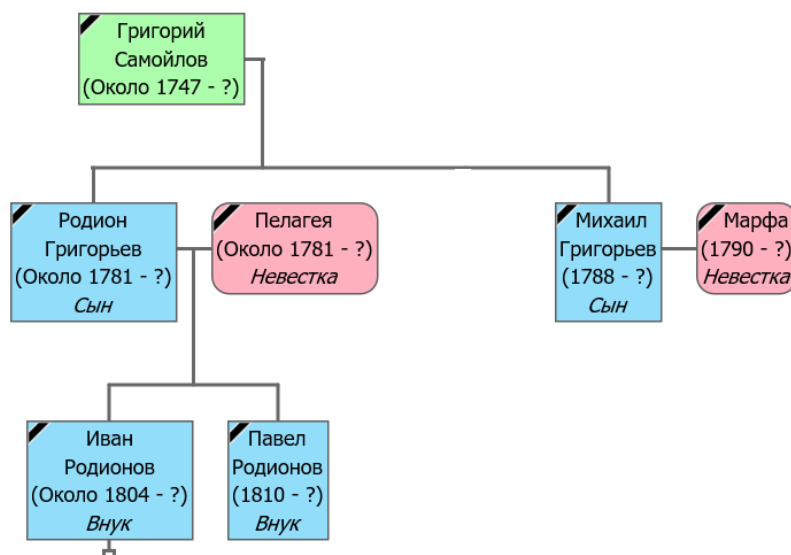 Григорий
Самойлов
(Около 1747 - ?)
Родион
Григорьев
(Около 1781 - ?)
Сын
Пелагея
(Около 1781 - ?)
Невестка
Михаил
Григорьев
(1788 - ?)
Сын
Марфа
(1790 - ?)
Невестка
Иван
Родионов
(Около 1804 - ?)
Внук
Павел
Родионов
(1810 - ?)
Внук